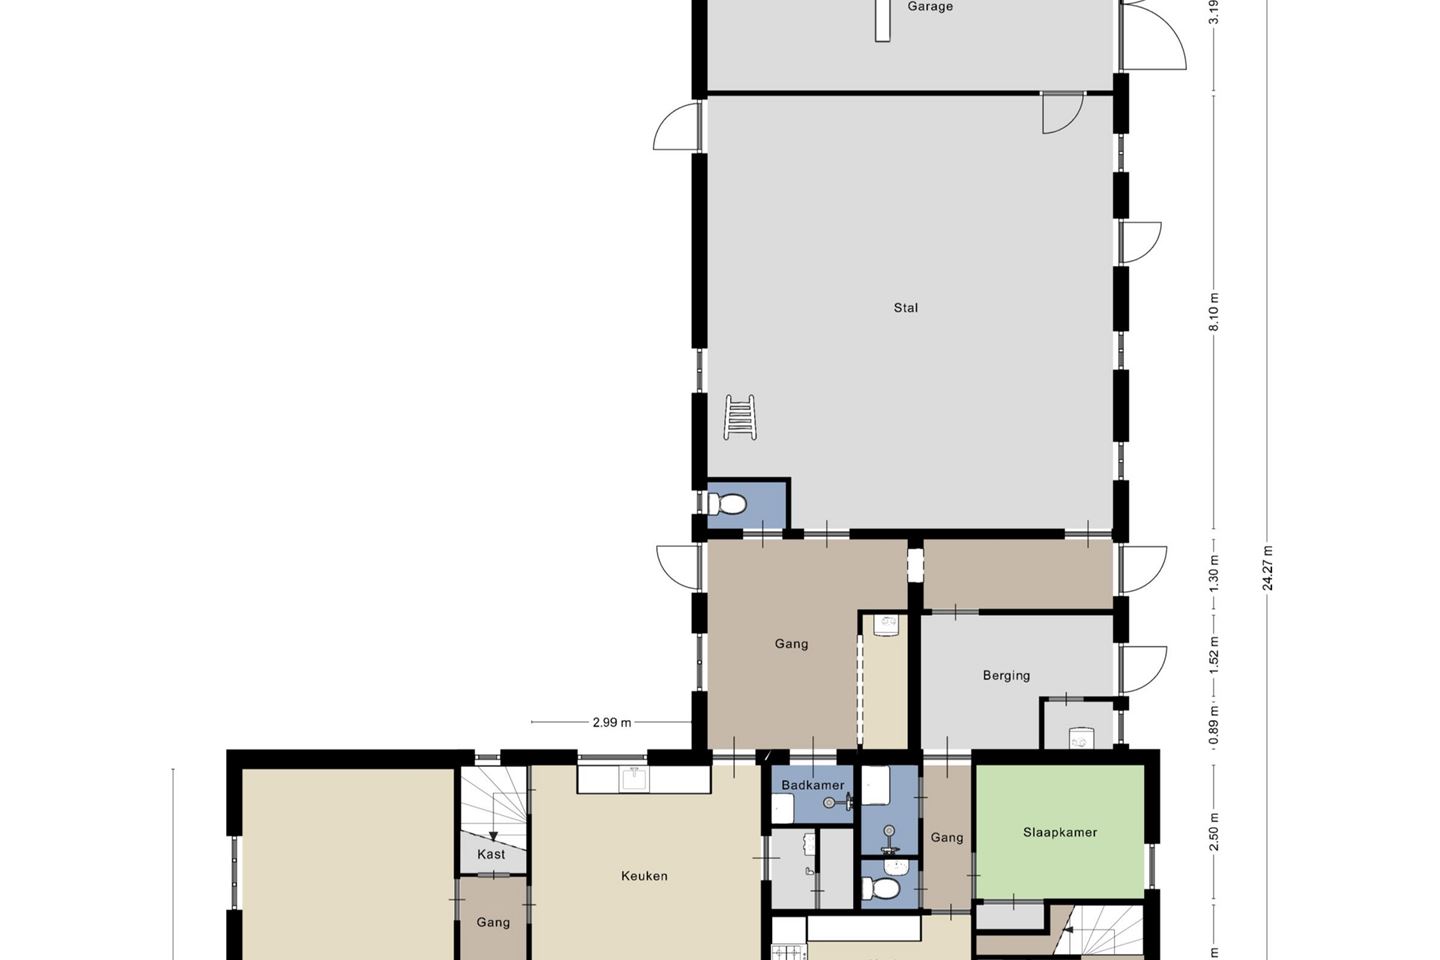 Garage
3.19
Stal
8.10 m
24.27 m
1.30 m
Gang
1.52 m
Berging
2.99 m
0.89 m
Badkamer
Gang
Slaapkamer
2.50 m
Kast
Keuken
Gang
m